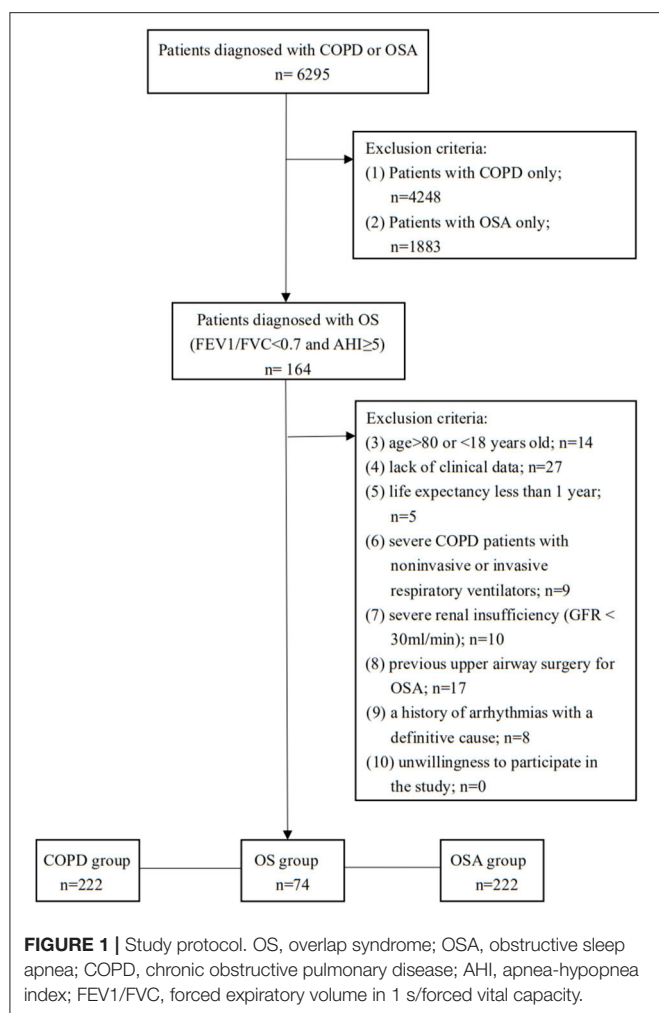 Patients diagnosed with COPD or OSA
n= 6295
Exclusion criteria:
(1) Patients with COPD only;
n=4248
(2) Patients with OSA only;
n=1883
Patients diagnosed with OS
(FEV1/FVC<0.7 and AHI≥5)
n= 164
Exclusion criteria:
(3) age>80 or <18 years old; n=14
(4) lack of clinical data; n=27
(5) life expectancy less than 1 year;
n=5
(6) severe COPD patients with
noninvasive or invasive
respiratory ventilators; n=9
(7) severe renal insufficiency (GFR <
30ml/min); n=10
(8) previous upper airway surgery for
OSA; n=17
(9) a history of arrhythmias with a
definitive cause; n=8
(10) unwillingness to participate in
the study; n=0
COPD group
n=222
OS group
n=74
OSA group
n=222
FIGURE 1 | Study protocol. OS, overlap syndrome; OSA, obstructive sleep
apnea; COPD, chronic obstructive pulmonary disease; AHI, apnea-hypopnea
index; FEV1/FVC, forced expiratory volume in 1 s/forced vital capacity.